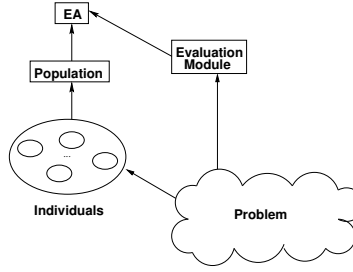 EA
Evaluation
Module
Population
...
Individuals
Problem